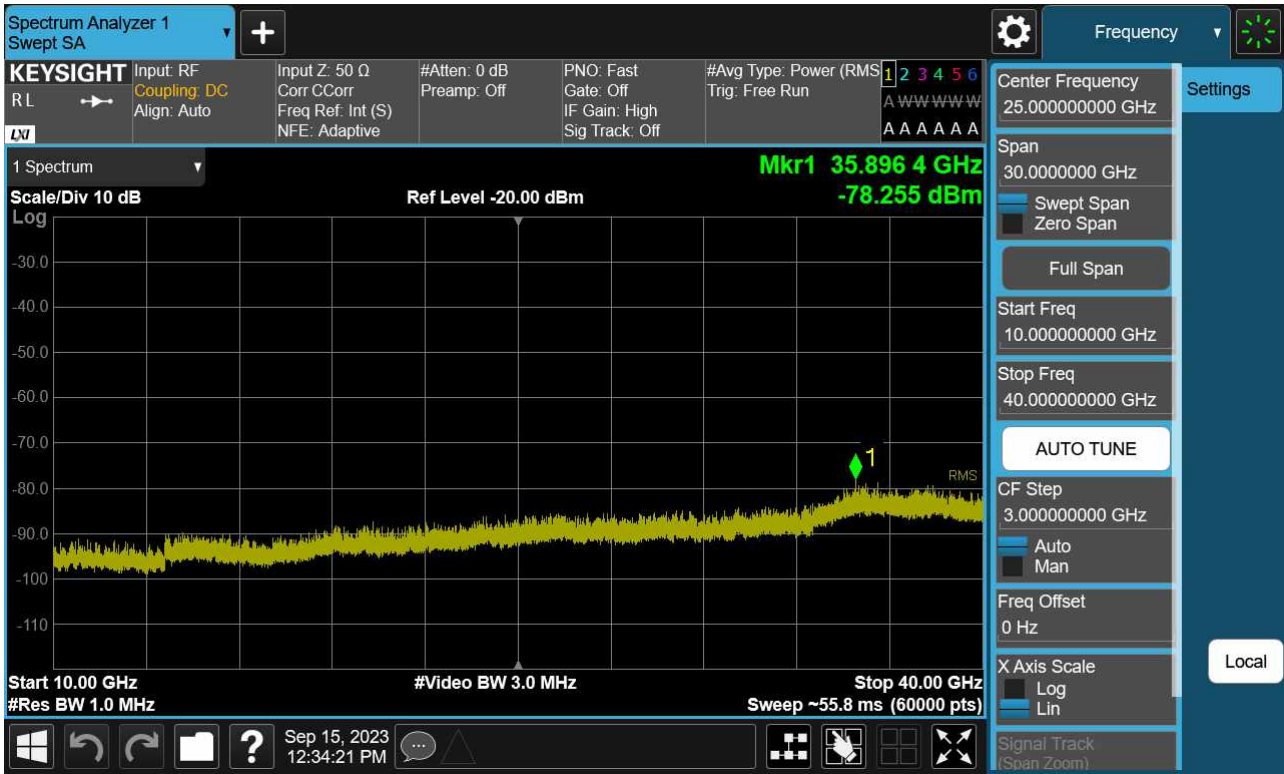 Spectrum Analyzer 1
Swept SA
Frequency
KEYSIGHT
R L
LXI
Input: RF
Coupling: DC
Align: Auto
Input Z: 50 Ω
Corr CCorr
Freq Ref: Int (S)
NFE: Adaptive
#Atten: 0 dB
Preamp: Off
PNO: Fast
Gate: Off
IF Gain: High
Sig Track: Off
#Avg Type: Power (RMS
Trig: Free Run
1 2 3 4 5 6
A W W W W W
A A A A A A
1 Spectrum
Mkr1 35.896 4 GHz
-78.255 dBm
Scale/Div 10 dB
Ref Level -20.00 dBm
Log
-30.0
-40.0
-50.0
-60.0
-70.0
-80.0
-90.0
-100
-110
1
RMS
Start 10.00 GHz
#Video BW 3.0 MHz
Stop 40.00 GHz
#Res BW 1.0 MHz
Sweep ~55.8 ms (60000 pts)
Center Frequency
25.000000000 GHz
Span
30.0000000 GHz
Swept Span
Zero Span
Full Span
Start Freq
10.000000000 GHz
Stop Freq
40.000000000 GHz
AUTO TUNE
CF Step
3.000000000 GHz
Auto
Man
Freq Offset
0 Hz
X Axis Scale
Log
Lin
Signal Track
(Span Zoom)
Settings
Local
?
Sep 15, 2023
12:34:21 PM